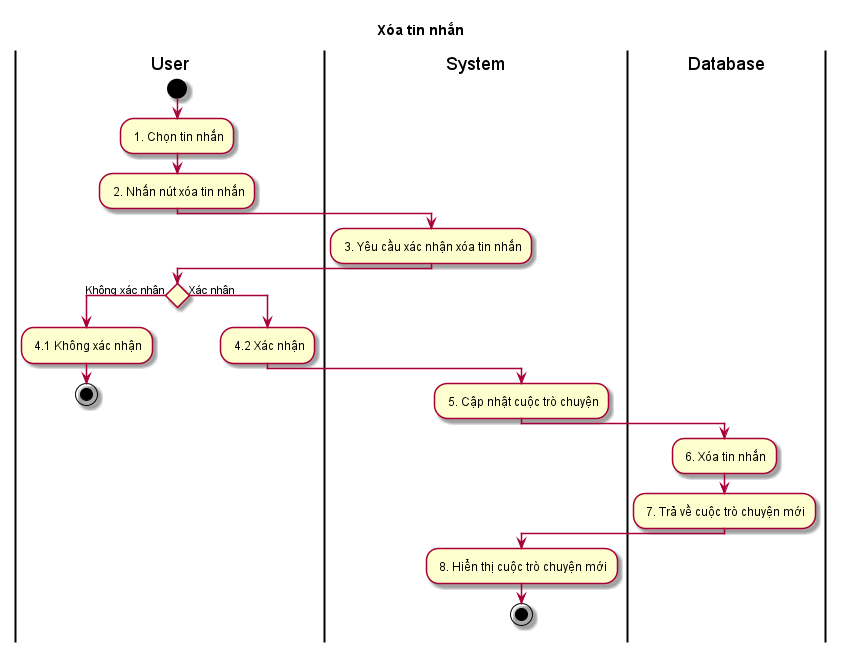 Xóa tin nhắn
User
System
Database
1. Chọn tin nhắn
2. Nhấn nút xóa tin nhắn
3. Yêu cầu xác nhận xóa tin nhắn
Không xác nhận
Xác nhận
4.1 Không xác nhận
4.2 Xác nhận
5. Cập nhật cuộc trò chuyện
6. Xóa tin nhắn
7. Trả về cuộc trò chuyện mới
8. Hiển thị cuộc trò chuyện mới